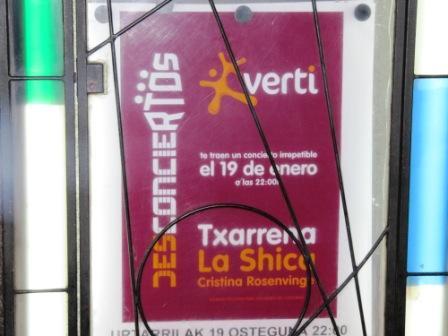 DESCONCIERTÖS
verti
te traen un concierto irrepetible
el 19 de enero
a las 22:00h
Txarrena
La Shica
Cristina Rosenvinge
URTARRILAK 19 OSTEGUNA 22:00